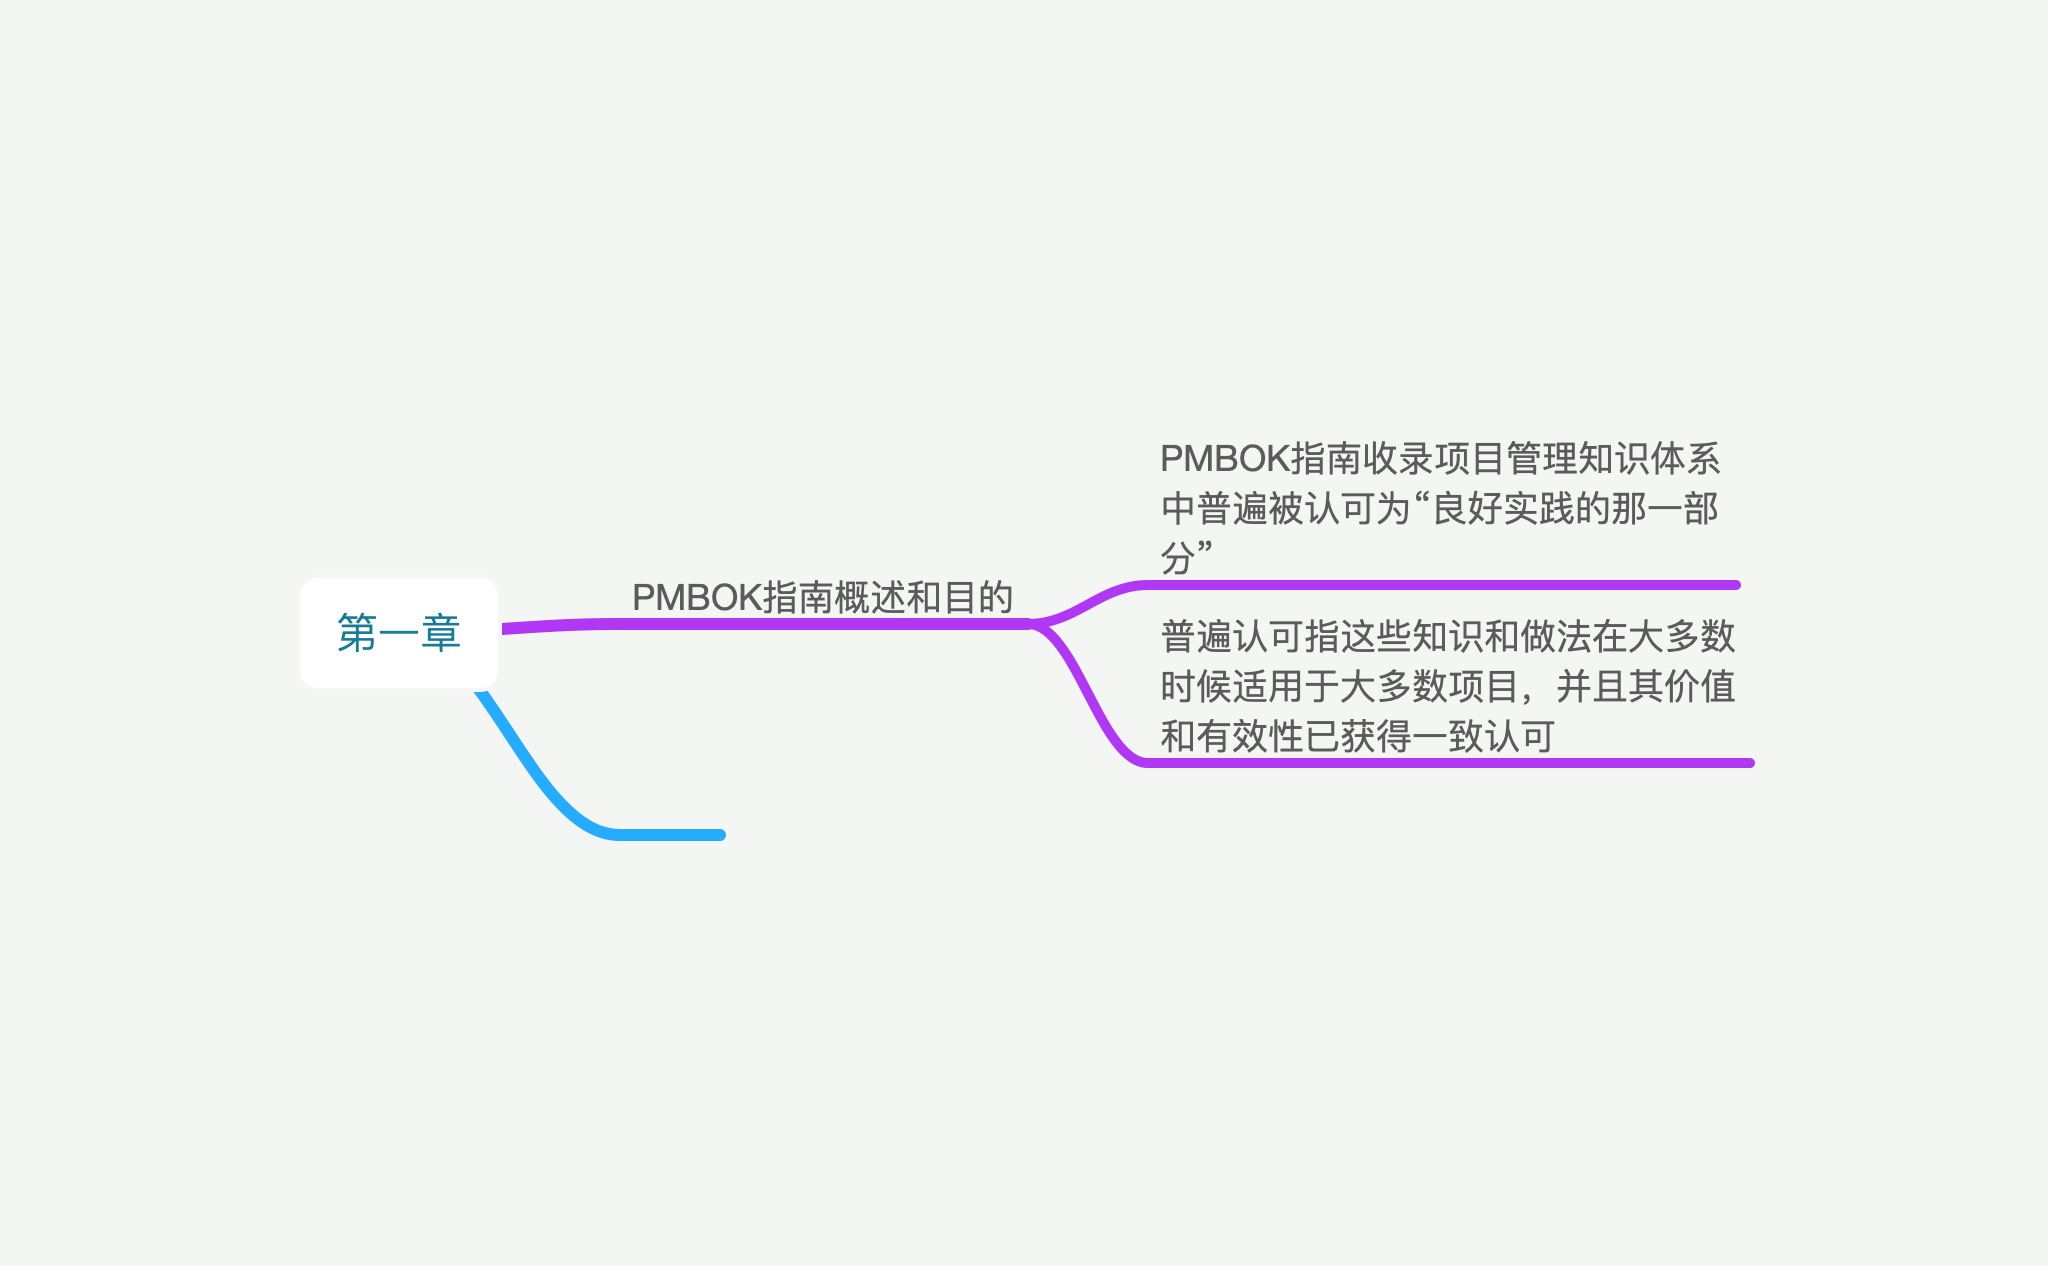 第一章
PMBOK指南概述和目的
PMBOK指南收录项目管理知识体系
中普遍被认可为“良好实践的那一部
分”
普遍认可指这些知识和做法在大多数
时候适用于大多数项目，并且其价值
和有效性已获得一致认可